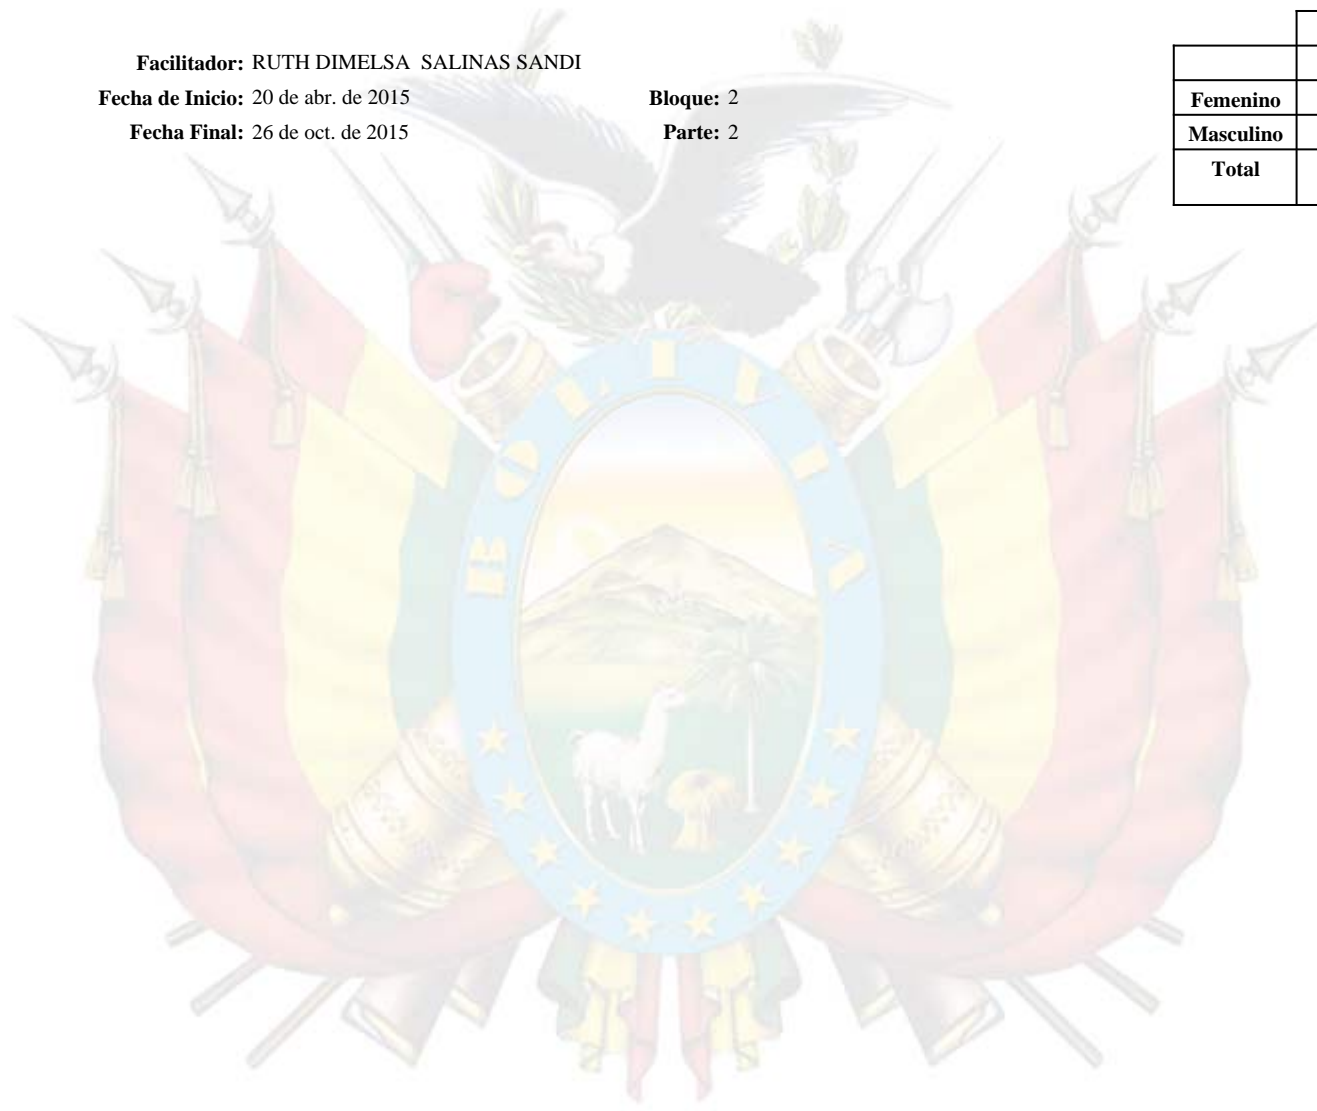 Facilitador: RUTH DIMELSA SALINAS SANDI
Fecha de Inicio: 20 de abr. de 2015 Bloque: 2
Fecha Final: 26 de oct. de 2015 Parte: 2
Femenino
Masculino
Total
BOLIVIA